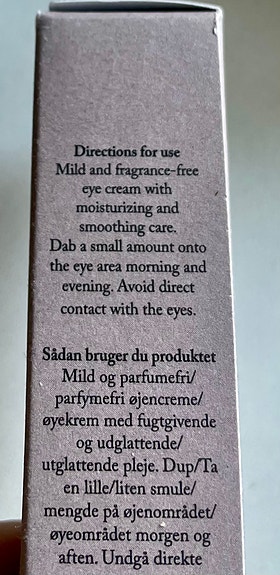 Directions for use
Mild and fragrance-free
eye cream with
moisturizing and
smoothing care.
Dab a small amount onto
the eye area morning and
evening. Avoid direct
contact with the eyes.
Sådan bruger du produktet
Mild og parfumefri/
parfymefri øjencreme/
øyekrem med fugtgivende
og udglattende/
utglattende pleje. Dup/Ta
en lille/liten smule/
mengde på øjenområdet/
øyeområdet morgen og
aften. Undgå direkte